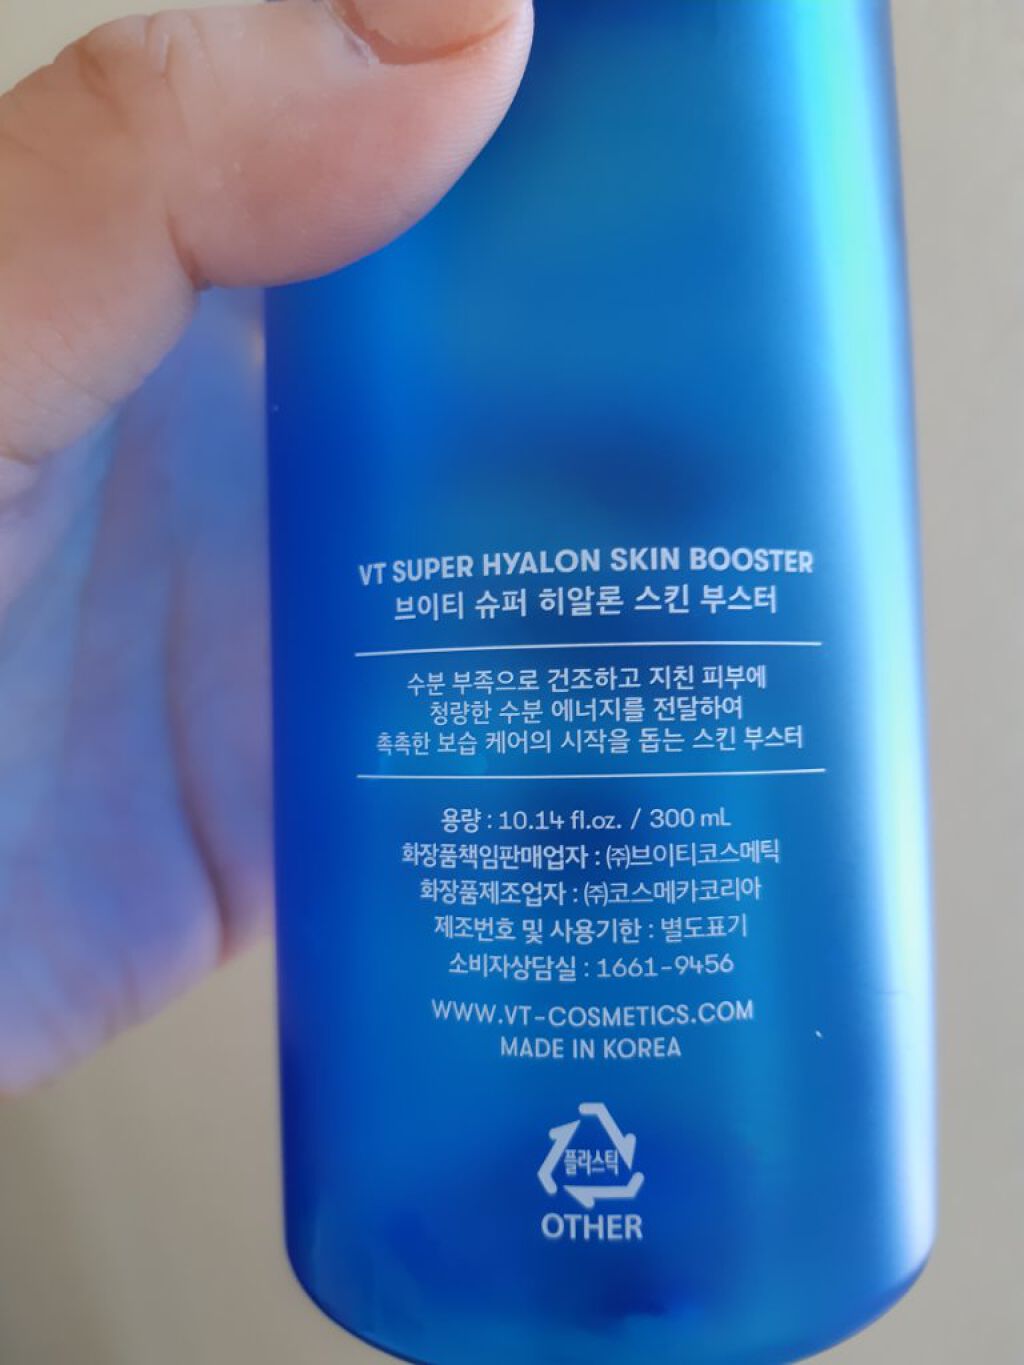 VT SUPER HYALON SKIN BOOSTER
브이티 슈퍼 히알론 스킨 부스터
수분 부족으로 건조하고 지친 피부에
청량한 수분 에너지를 전달하여
촉촉한 보습 케어의 시작을 돕는 스킨 부스터
용량 : 10.14 fl.oz. / 300 mL
화장품책임판매업자 : ㈜브이티코스메틱
화장품제조업자 : ㈜코스메카코리아
제조번호 및 사용기한 : 별도표기
소비자상담실 : 1661-9456
WWW.VT-COSMETICS.COM
MADE IN KOREA
플라스틱
OTHER